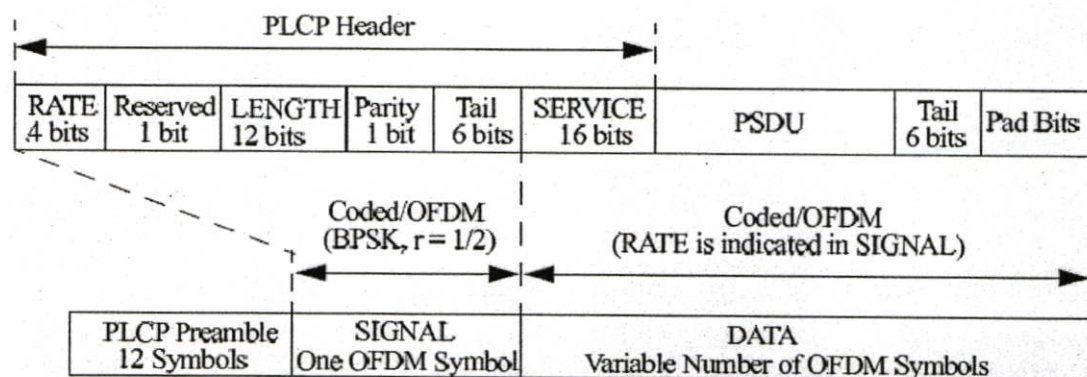 PLCP Header
RATE Reserved LENGTH Parity Tail SERVICE PSDU Tail Pad Bits
4 bits 1 bit 12 bits 1 bit 6 bits 16 bits 6 bits
Coded/OFDM Coded/OFDM
(BPSK, r = 1/2) (RATE is indicated in SIGNAL)
PLCP Preamble SIGNAL DATA
12 Symbols One OFDM Symbol Variable Number of OFDM Symbols